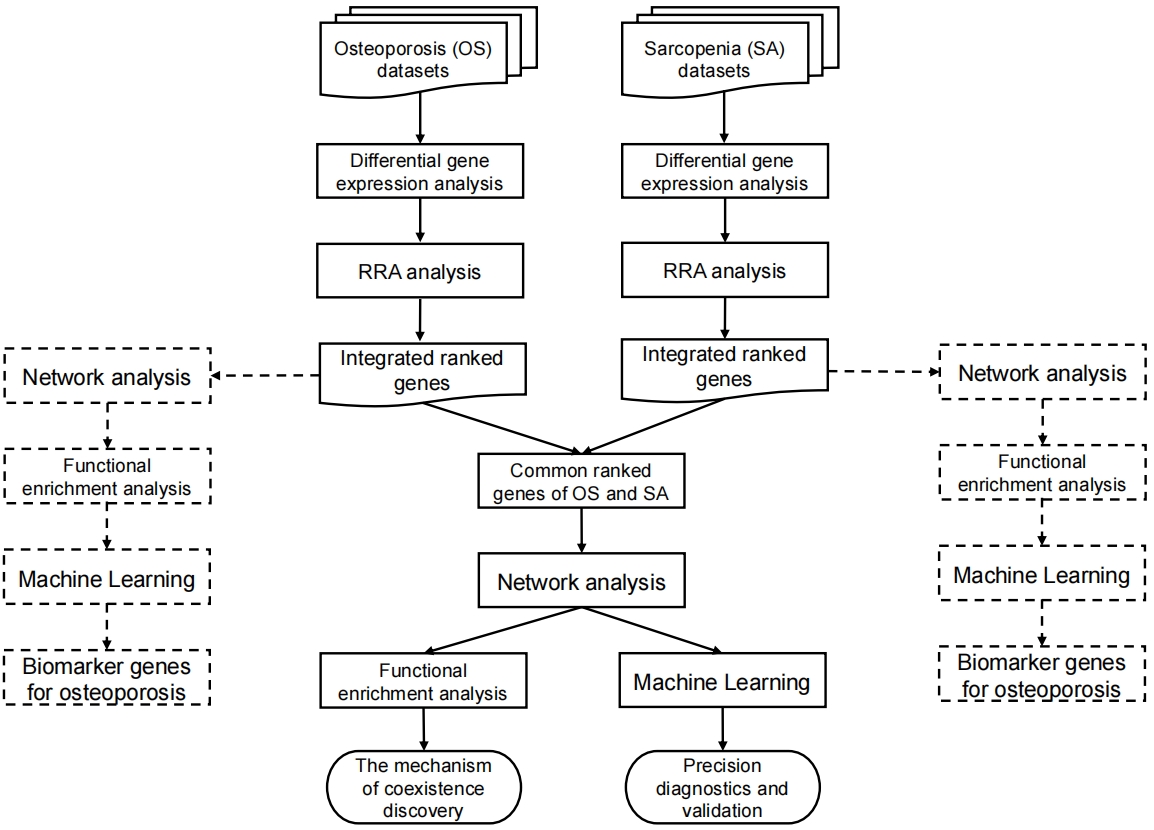 Osteoporosis (OS)
datasets
Sarcopenia (SA)
datasets
Differential gene
expression analysis
Differential gene
expression analysis
RRA analysis
RRA analysis
Integrated ranked
genes
Integrated ranked
genes
Network analysis
Network analysis
Functional
enrichment analysis
Common ranked
genes of OS and SA
Functional
enrichment analysis
Machine Learning
Network analysis
Machine Learning
Biomarker genes
for osteoporosis
Functional
enrichment analysis
Machine Learning
Biomarker genes
for osteoporosis
The mechanism
of coexistence
discovery
Precision
diagnostics and
validation